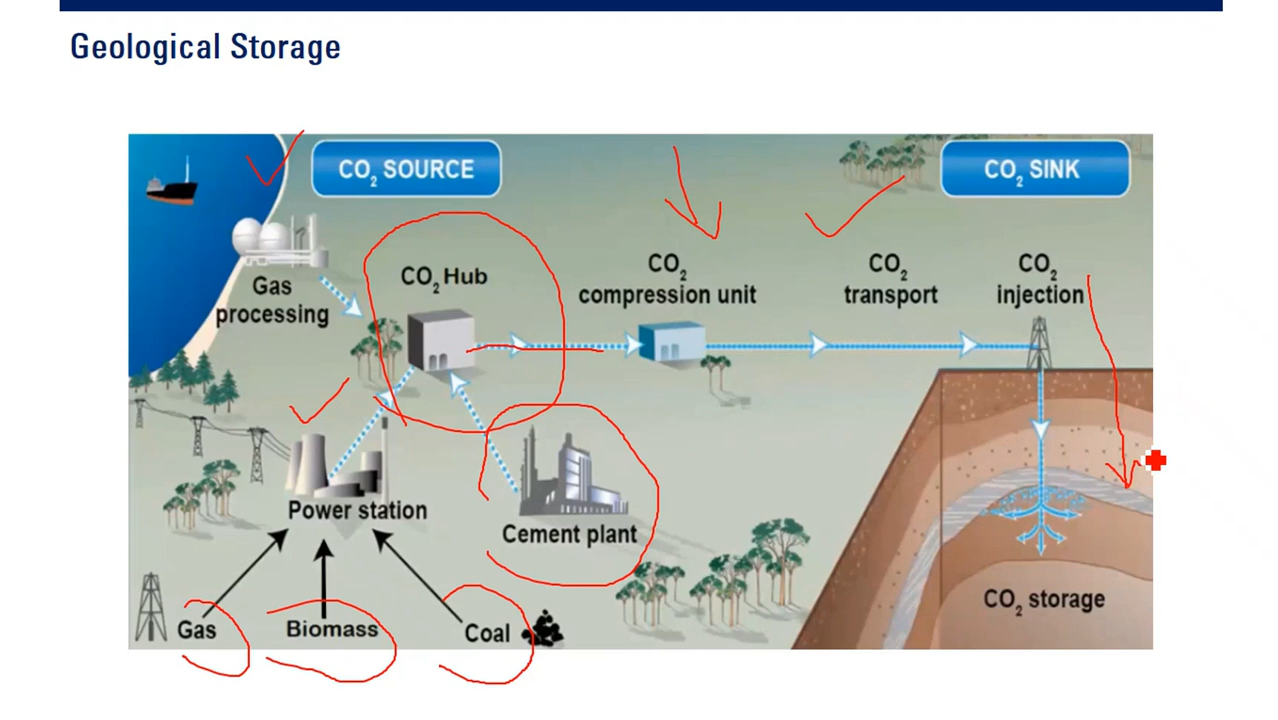 Geological Storage
CO₂ SOURCE
CO₂ SINK
CO₂ Hub
CO₂
compression unit
CO₂
transport
CO₂
injection
Gas
processing
Power station
Cement plant
Gas
Biomass
Coal
CO₂ storage